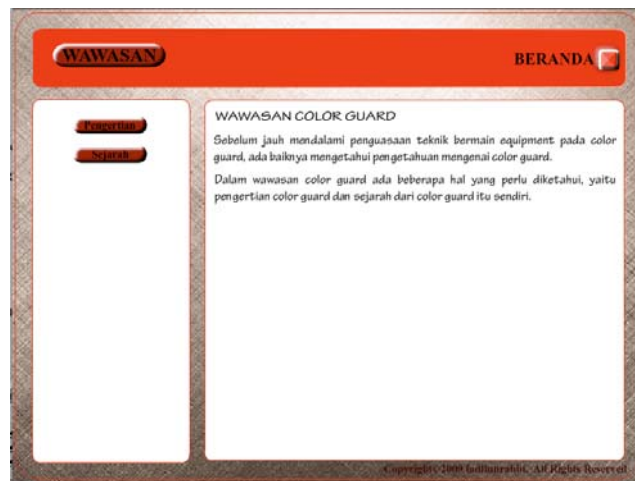 WAWASAN
BERANDA
Pengertian
Sejarah
WAWASAN COLOR GUARD
Sebelum jauh mendalami penguasaan teknik bermain equipment pada color
guard, ada baiknya mengetahui pengetahuan mengenai color guard.
Dalam wawasan color guard ada beberapa hal yang perlu diketahui, yaitu
pengertian color guard dan sejarah dari color guard itu sendiri.
Copyright©2009 All Rights Reserved